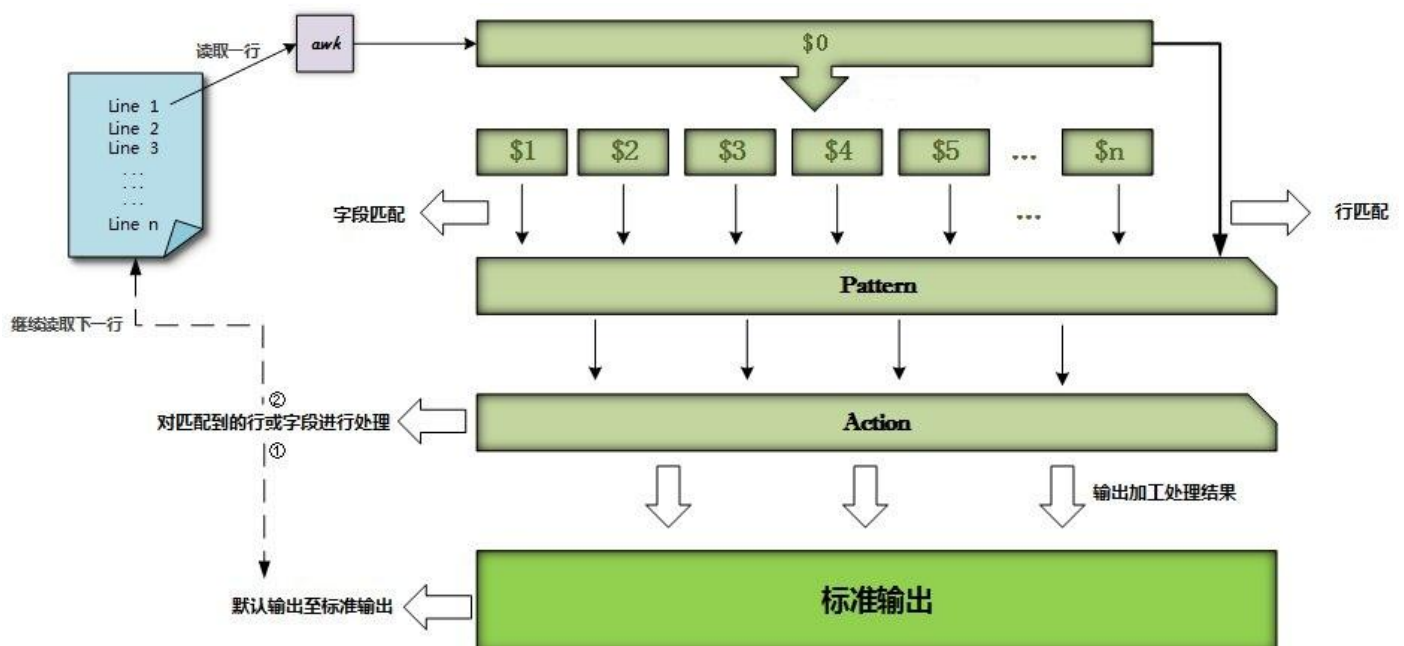 读取一行
awk
$0
Line 1
Line 2
Line 3
...
...
...
Line n
$1 $2 $3 $4 $5 ... $n
字段匹配
...
行匹配
Pattern
继续读取下一行
②
对匹配到的行或字段进行处理
①
Action
输出加工处理结果
默认输出至标准输出
标准输出